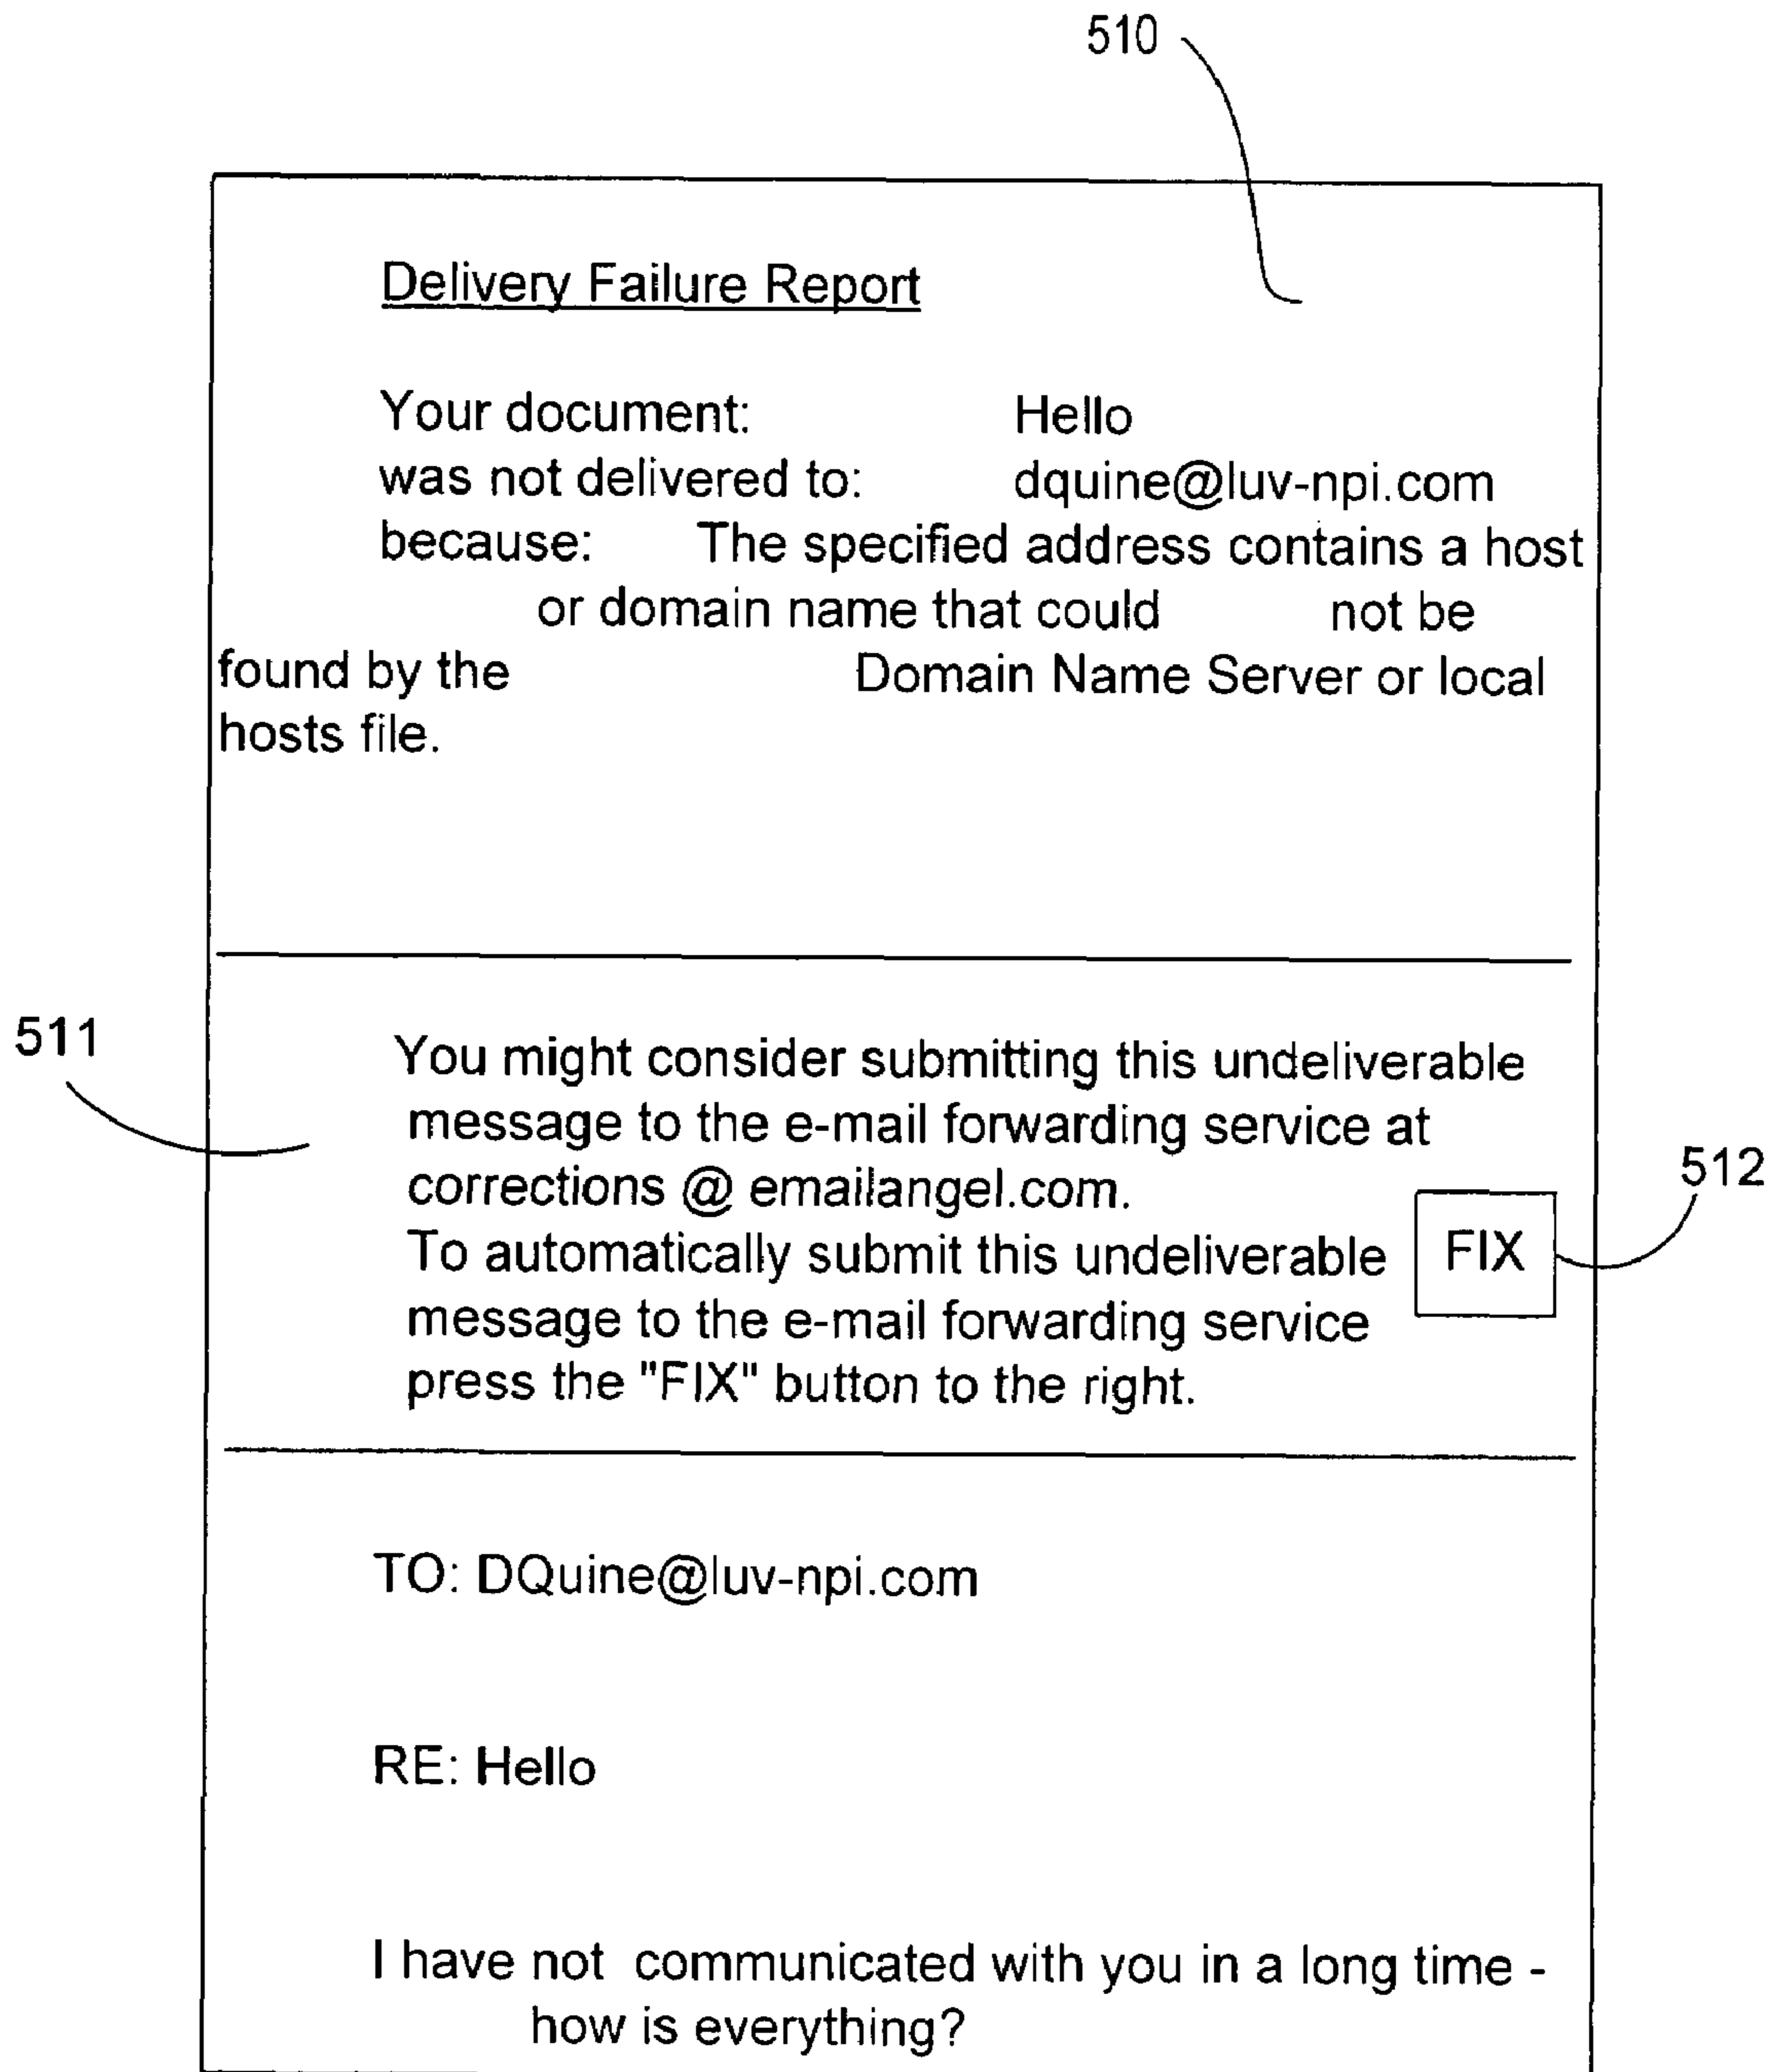 510
Delivery Failure Report
Your document: Hello
was not delivered to: dquine@luv-npi.com
because: The specified address contains a host
or domain name that could not be
found by the Domain Name Server or local
hosts file.
511
You might consider submitting this undeliverable
message to the e-mail forwarding service at
corrections @ emailangel.com.
512
To automatically submit this undeliverable FIX
message to the e-mail forwarding service
press the "FIX" button to the right.
TO: DQuine@luv-npi.com
RE: Hello
I have not communicated with you in a long time -
how is everything?